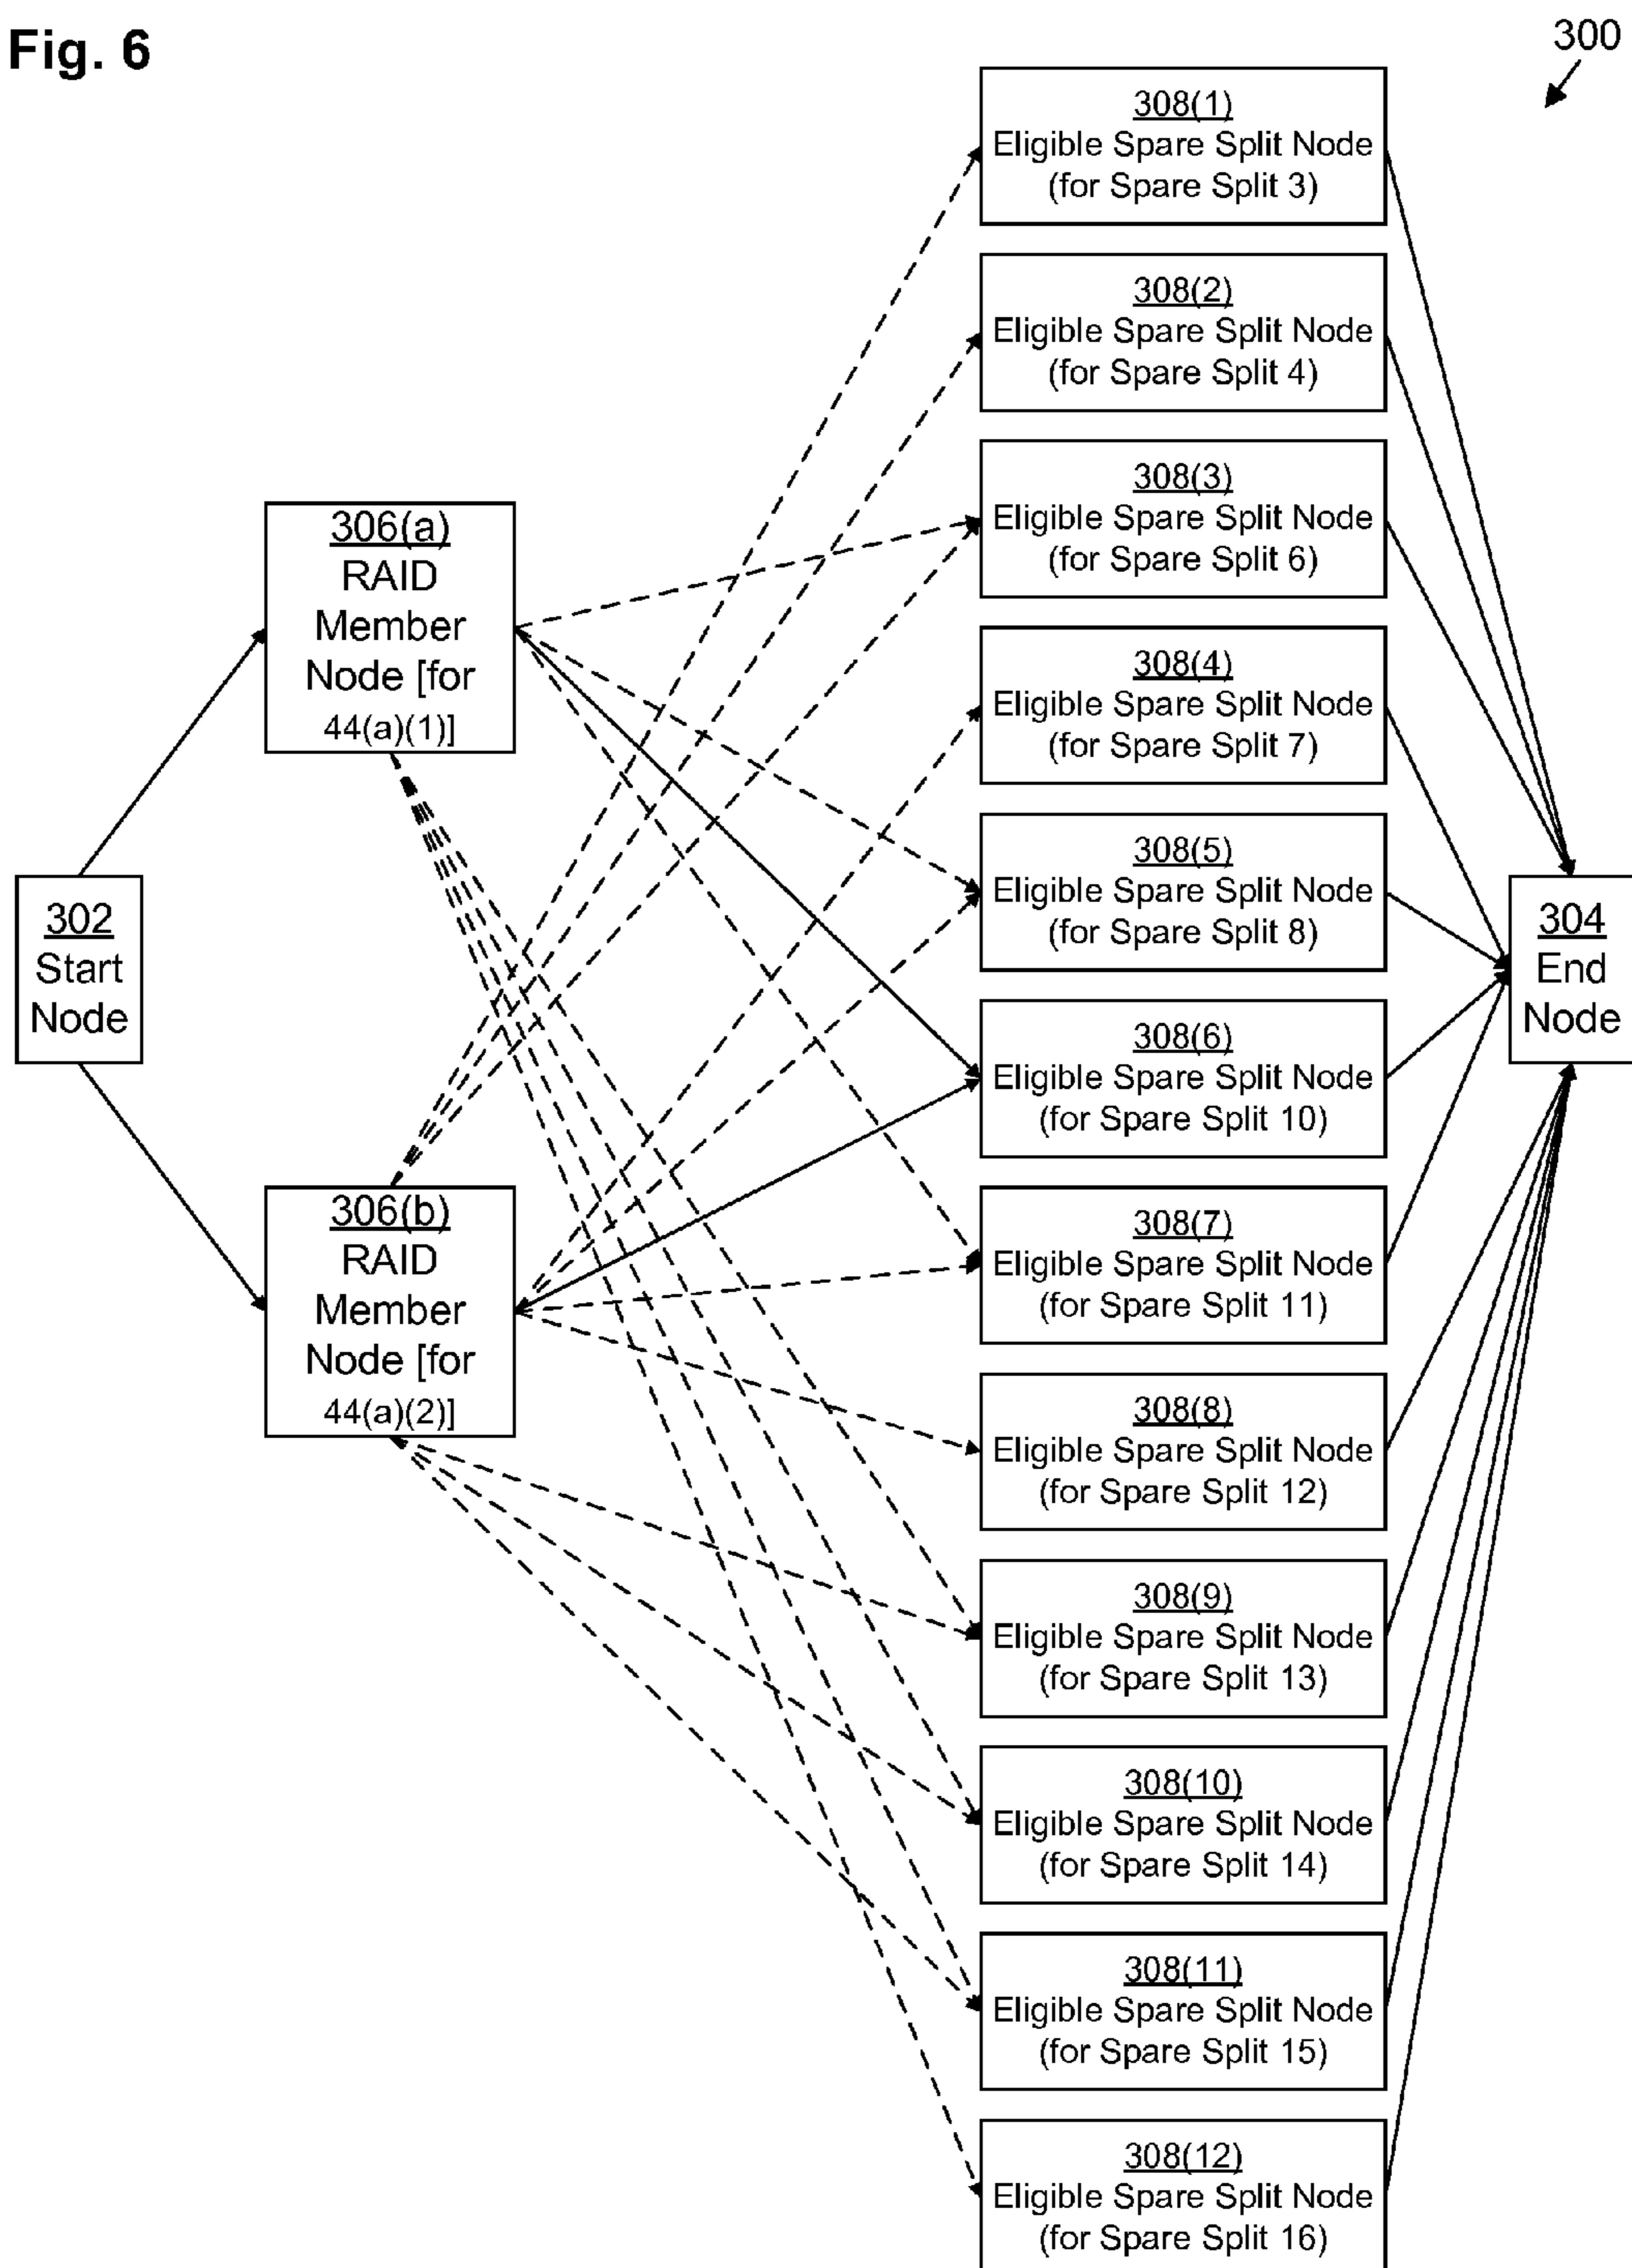 Fig. 6
300
308(1)
Eligible Spare Split Node
(for Spare Split 3)
308(2)
Eligible Spare Split Node
(for Spare Split 4)
308(3)
Eligible Spare Split Node
(for Spare Split 6)
306(a)
RAID
Member
Node [for
44(a)(1)]
308(4)
Eligible Spare Split Node
(for Spare Split 7)
308(5)
Eligible Spare Split Node
(for Spare Split 8)
302
Start
Node
304
End
Node
308(6)
Eligible Spare Split Node
(for Spare Split 10)
306(b)
RAID
Member
Node [for
44(a)(2)]
308(7)
Eligible Spare Split Node
(for Spare Split 11)
308(8)
Eligible Spare Split Node
(for Spare Split 12)
308(9)
Eligible Spare Split Node
(for Spare Split 13)
308(10)
Eligible Spare Split Node
(for Spare Split 14)
308(11)
Eligible Spare Split Node
(for Spare Split 15)
308(12)
Eligible Spare Split Node
(for Spare Split 16)